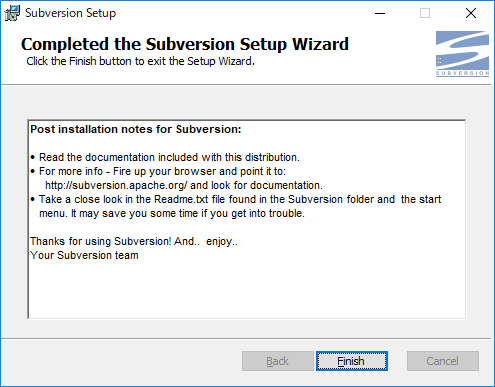 Subversion Setup
Completed the Subversion Setup Wizard
Click the Finish button to exit the Setup Wizard.
SUBVERSION
Post installation notes for Subversion:
• Read the documentation included with this distribution.
• For more info - Fire up your browser and point it to:
http://subversion.apache.org/ and look for documentation.
• Take a close look in the Readme.txt file found in the Subversion folder and  the start
menu. It may save you some time if you get into trouble.
Thanks for using Subversion! And..  enjoy..
Your Subversion team
Back
Finish
Cancel